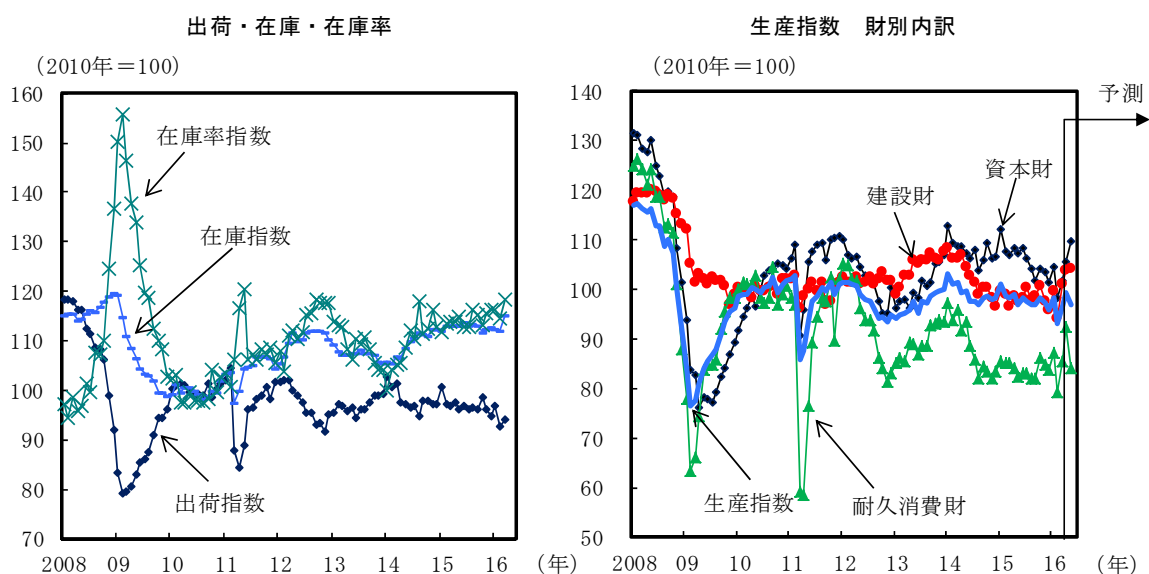 出荷・在庫・在庫率
(2010年=100)
160
150
140
130
120
110
100
90
80
70
在庫率指数
在庫指数
出荷指数
2008 09 10 11 12 13 14 15 16 (年)
生産指数 財別内訳
(2010年=100)
予測
140
130
120
110
100
90
80
70
60
50
資本財
建設財
生産指数
耐久消費財
2008 09 10 11 12 13 14 15 16 (年)